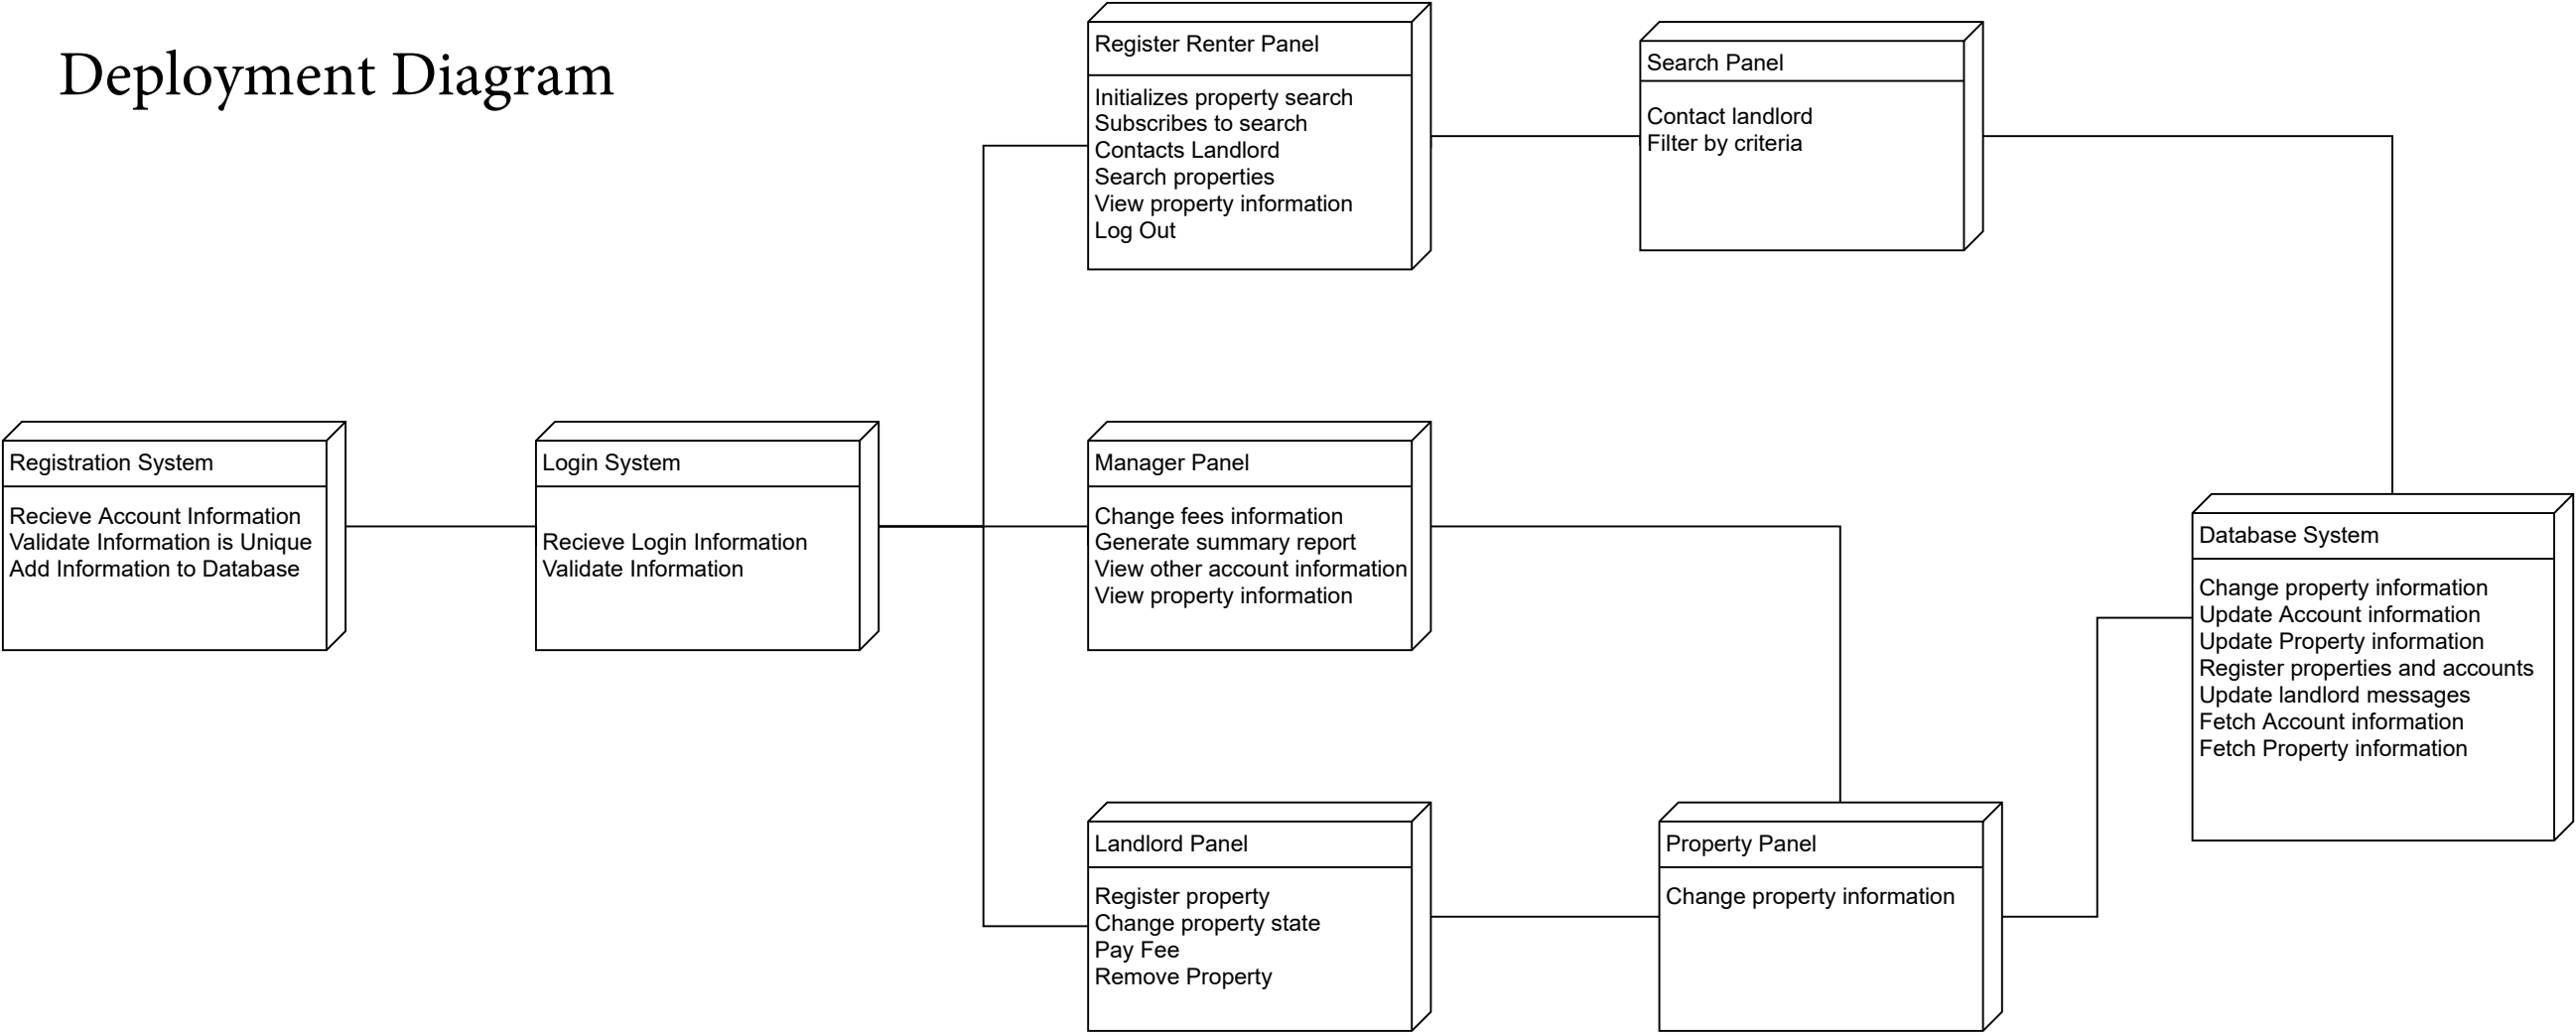 Deployment Diagram
Register Renter Panel
Initializes property search
Subscribes to search
Contacts Landlord
Search properties
View property information
Log Out
Search Panel
Contact landlord
Filter by criteria
Registration System
Recieve Account Information
Validate Information is Unique
Add Information to Database
Login System
Recieve Login Information
Validate Information
Manager Panel
Change fees information
Generate summary report
View other account information
View property information
Database System
Change property information
Update Account information
Update Property information
Register properties and accounts
Update landlord messages
Fetch Account information
Fetch Property information
Landlord Panel
Register property
Change property state
Pay Fee
Remove Property
Property Panel
Change property information